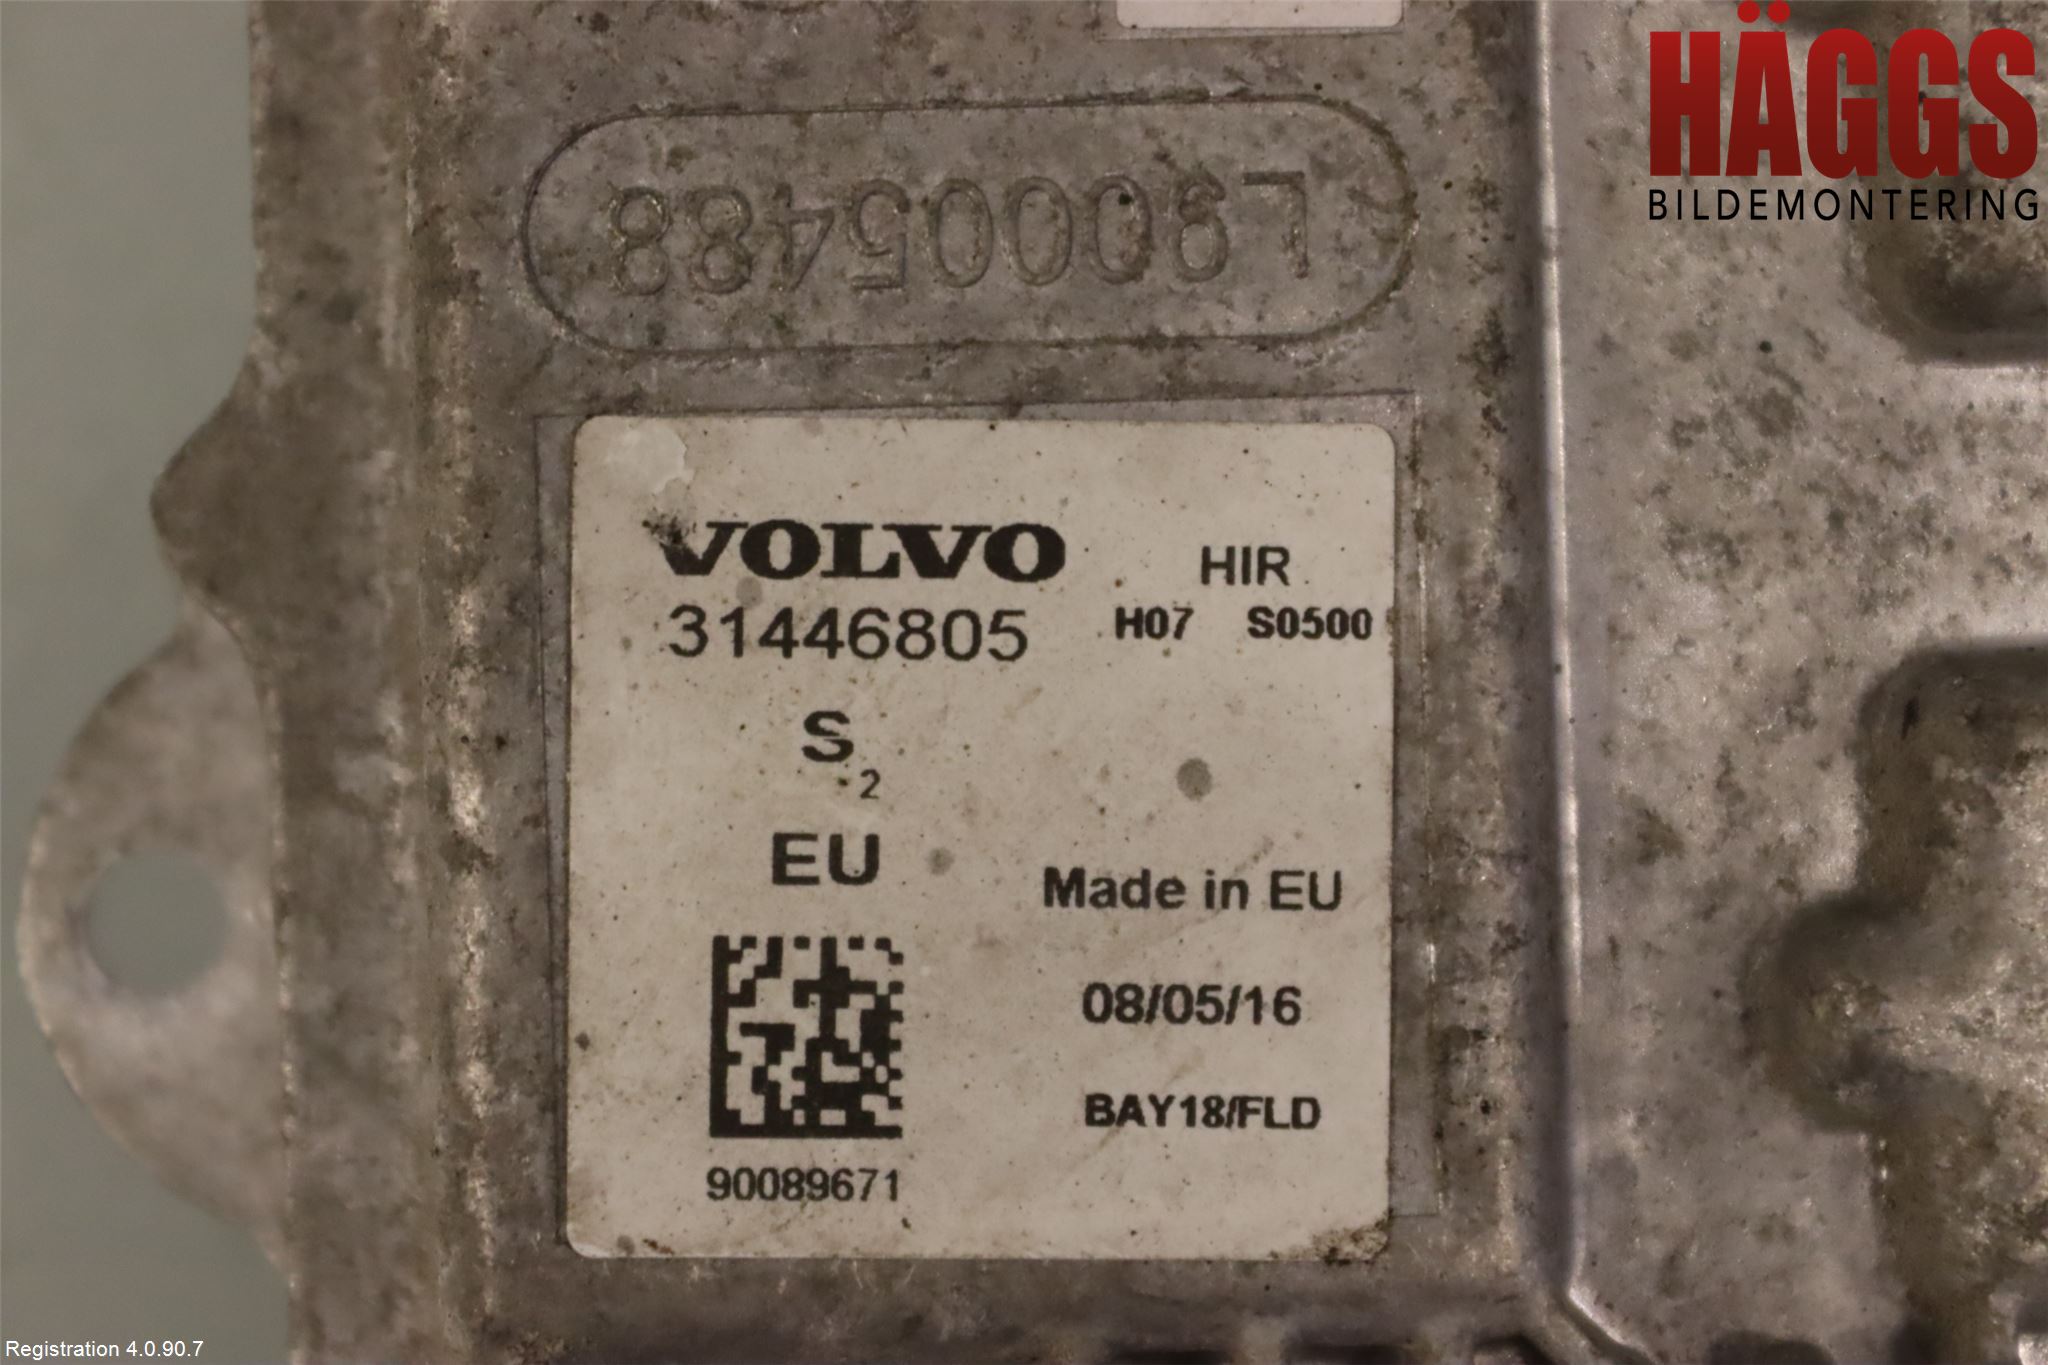 HÄGGS
BILDEMONTERING
L90005488
VOLVO
HIR
31446805
H07 S0500
S
2
EU
Made in EU
08/05/16
BAY18/FLD
90089671
Registration 4.0.90.7